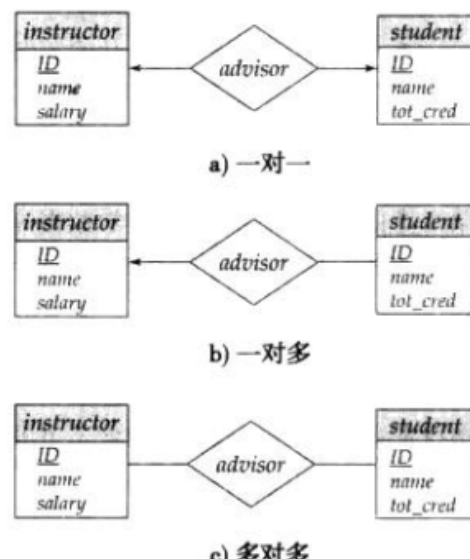 instructor
ID
name
salary
advisor
student
ID
name
tot_cred
a) 一对一
instructor
ID
name
salary
advisor
student
ID
name
tot_cred
b) 一对多
instructor
ID
name
salary
advisor
student
ID
name
tot_cred
c) 多对多